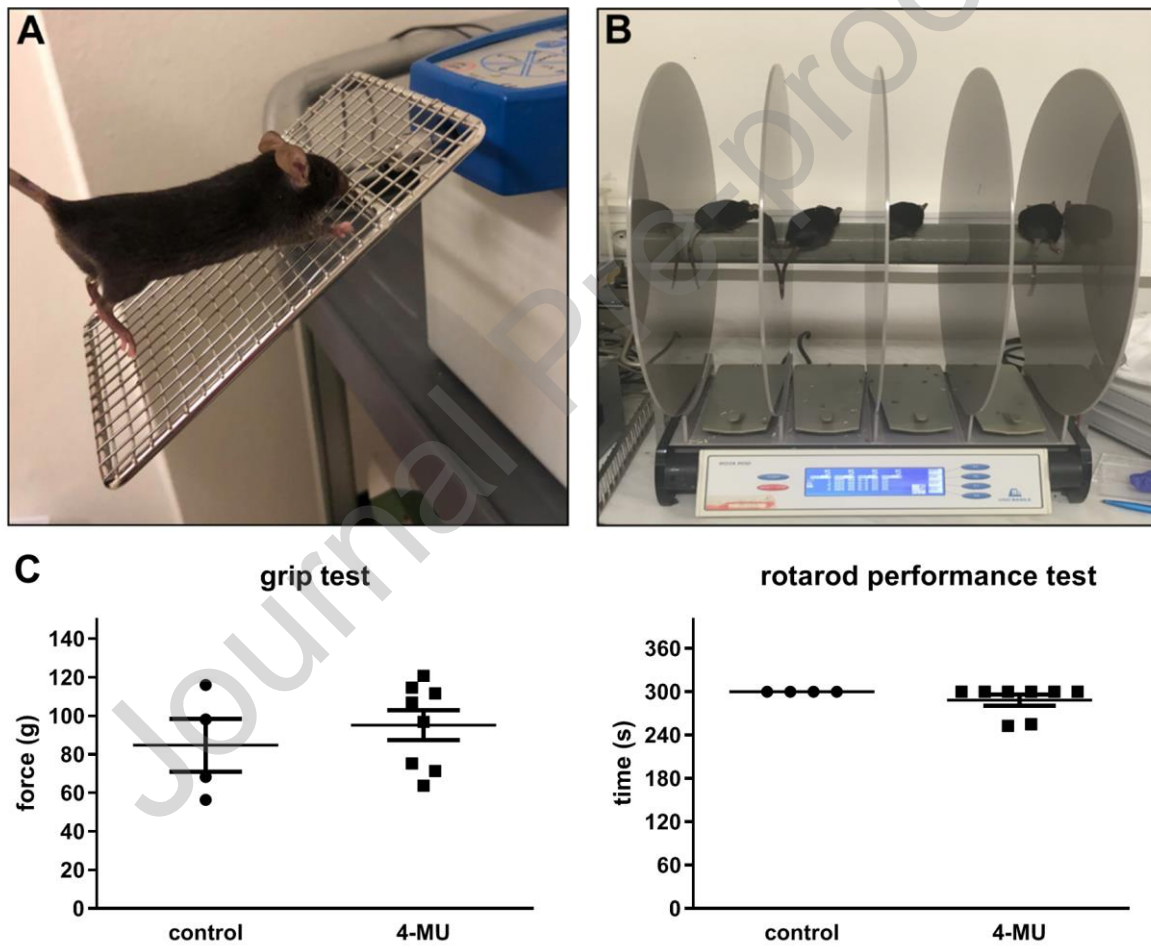 A
B
Journal Pre-proof
C
grip test
rotarod performance test
force (g)
140
120
100
80
60
40
20
0
control
4-MU
time (s)
360
300
240
180
120
60
0
control
4-MU